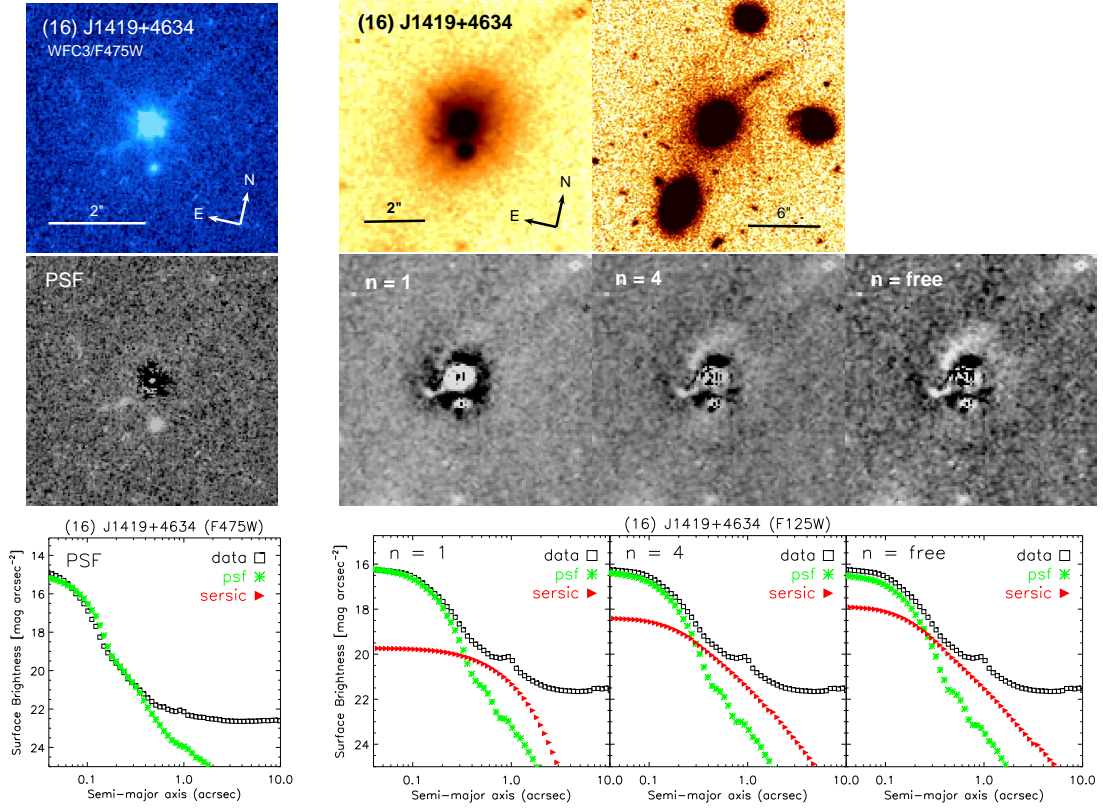 (16) J1419+4634
WFC3/F475W
2"
N
E
(16) J1419+4634
2"
N
E
6"
PSF
n = 1
n = 4
n = free
(16) J1419+4634 (F475W)
PSF
data
psf
Surface Brightness [mag arcsec⁻²]
14
16
18
20
22
24
0.1
1.0
10.0
Semi-major axis (acrsec)
(16) J1419+4634 (F125W)
n = 1
data
psf
sersic
n = 4
data
psf
sersic
n = free
data
psf
sersic
Surface Brightness [mag arcsec⁻²]
16
18
20
22
24
0.1
1.0
10.0
0.1
1.0
10.0
0.1
1.0
10.0
Semi-major axis (acrsec)
Semi-major axis (acrsec)
Semi-major axis (acrsec)